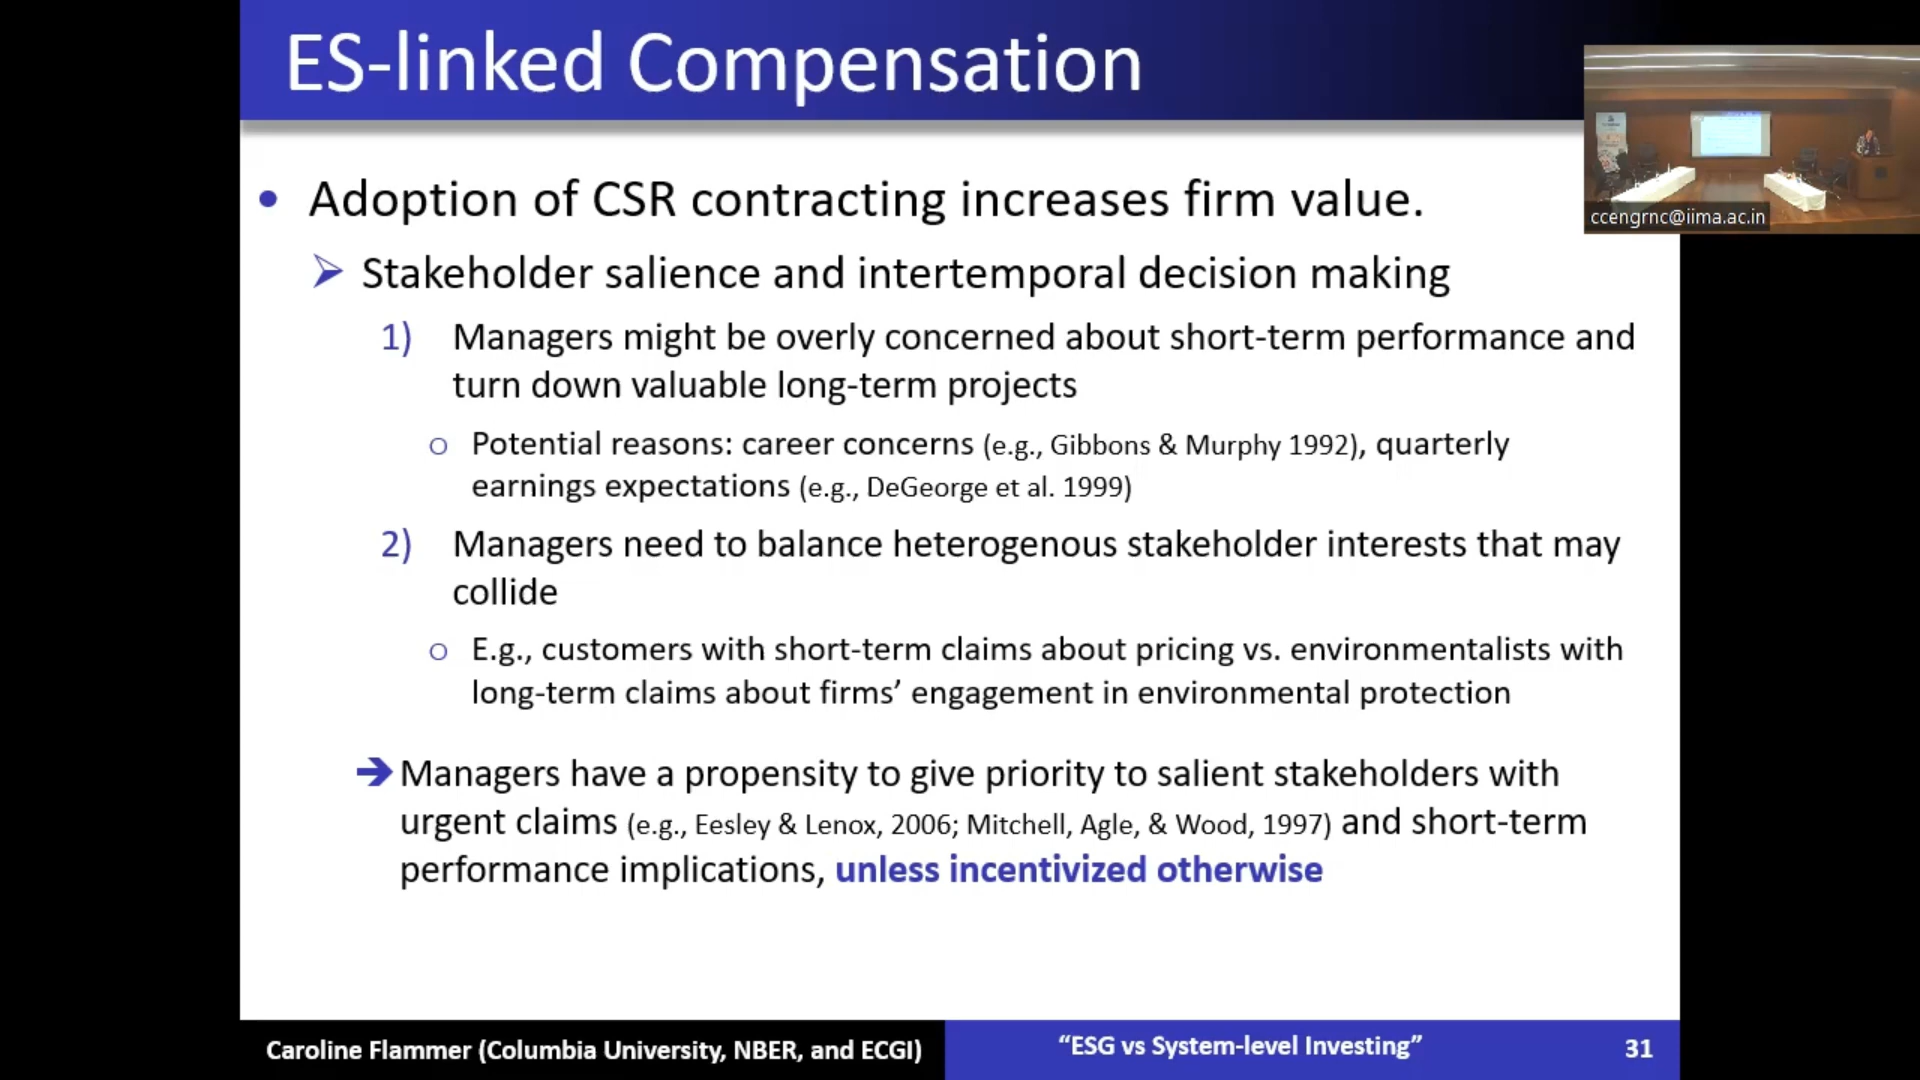 ES-linked Compensation
ccengrnc@iima.ac.in
• Adoption of CSR contracting increases firm value.
➢ Stakeholder salience and intertemporal decision making
1) Managers might be overly concerned about short-term performance and
turn down valuable long-term projects
o Potential reasons: career concerns (e.g., Gibbons & Murphy 1992), quarterly
earnings expectations (e.g., DeGeorge et al. 1999)
2) Managers need to balance heterogenous stakeholder interests that may
collide
o E.g., customers with short-term claims about pricing vs. environmentalists with
long-term claims about firms’ engagement in environmental protection
➔ Managers have a propensity to give priority to salient stakeholders with
urgent claims (e.g., Eesley & Lenox, 2006; Mitchell, Agle, & Wood, 1997) and short-term
performance implications, unless incentivized otherwise
Caroline Flammer (Columbia University, NBER, and ECGI)
“ESG vs System-level Investing”
31